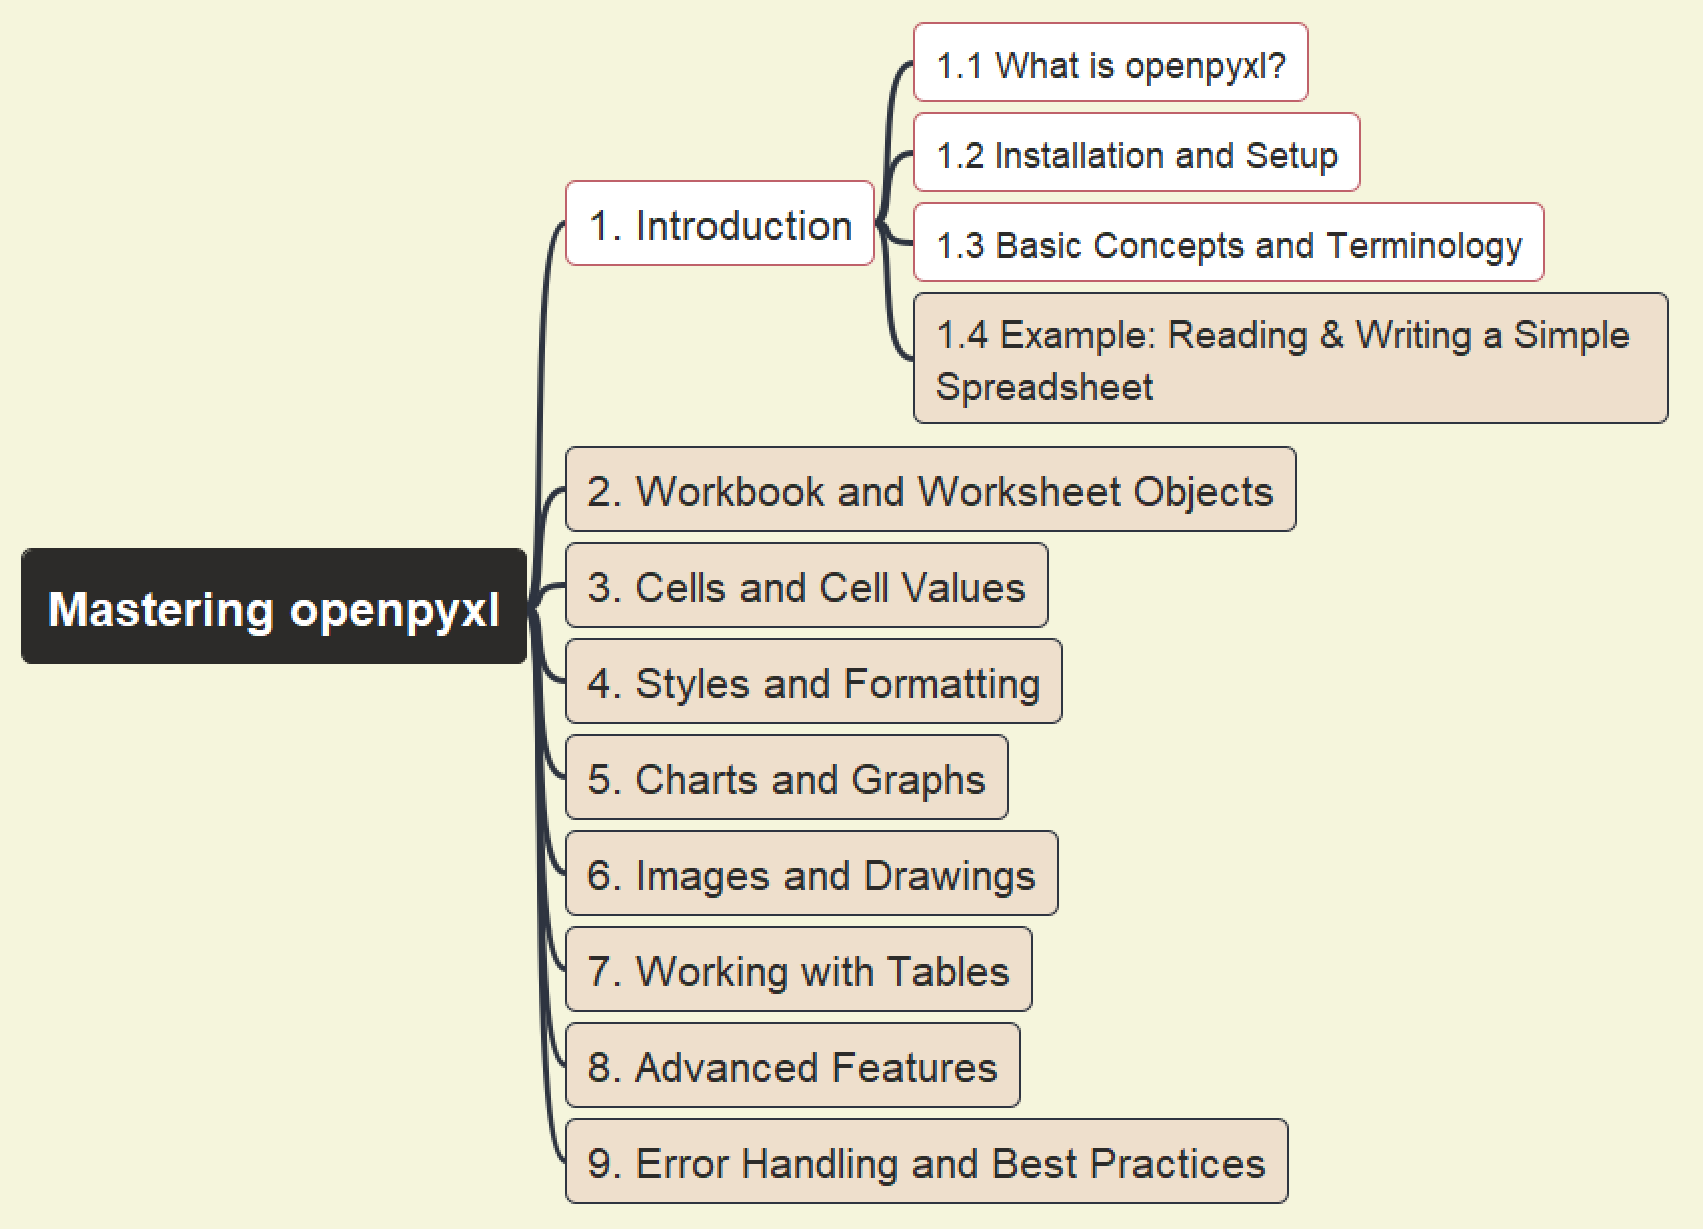 Mastering openpyxl
1. Introduction
1.1 What is openpyxl?
1.2 Installation and Setup
1.3 Basic Concepts and Terminology
1.4 Example: Reading & Writing a Simple
Spreadsheet
2. Workbook and Worksheet Objects
3. Cells and Cell Values
4. Styles and Formatting
5. Charts and Graphs
6. Images and Drawings
7. Working with Tables
8. Advanced Features
9. Error Handling and Best Practices